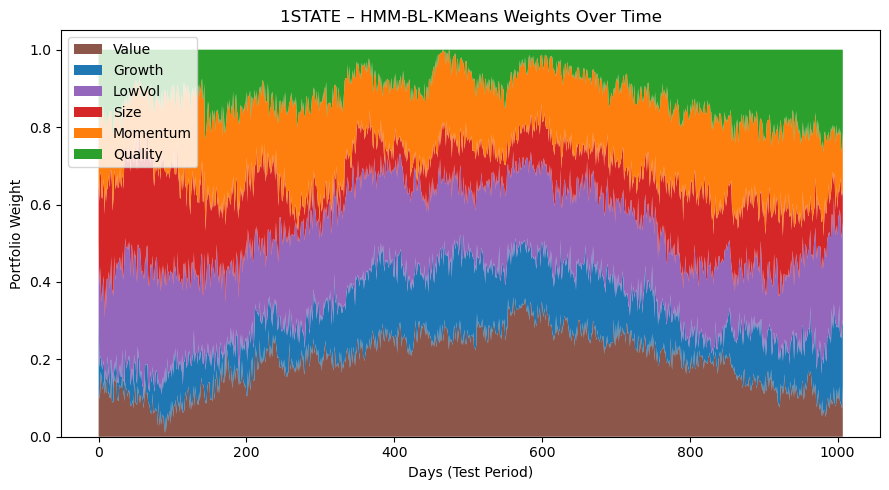 1STATE – HMM-BL-KMeans Weights Over Time
Portfolio Weight
1.0
0.8
0.6
0.4
0.2
0.0
Value
Growth
LowVol
Size
Momentum
Quality
0 200 400 600 800 1000
Days (Test Period)